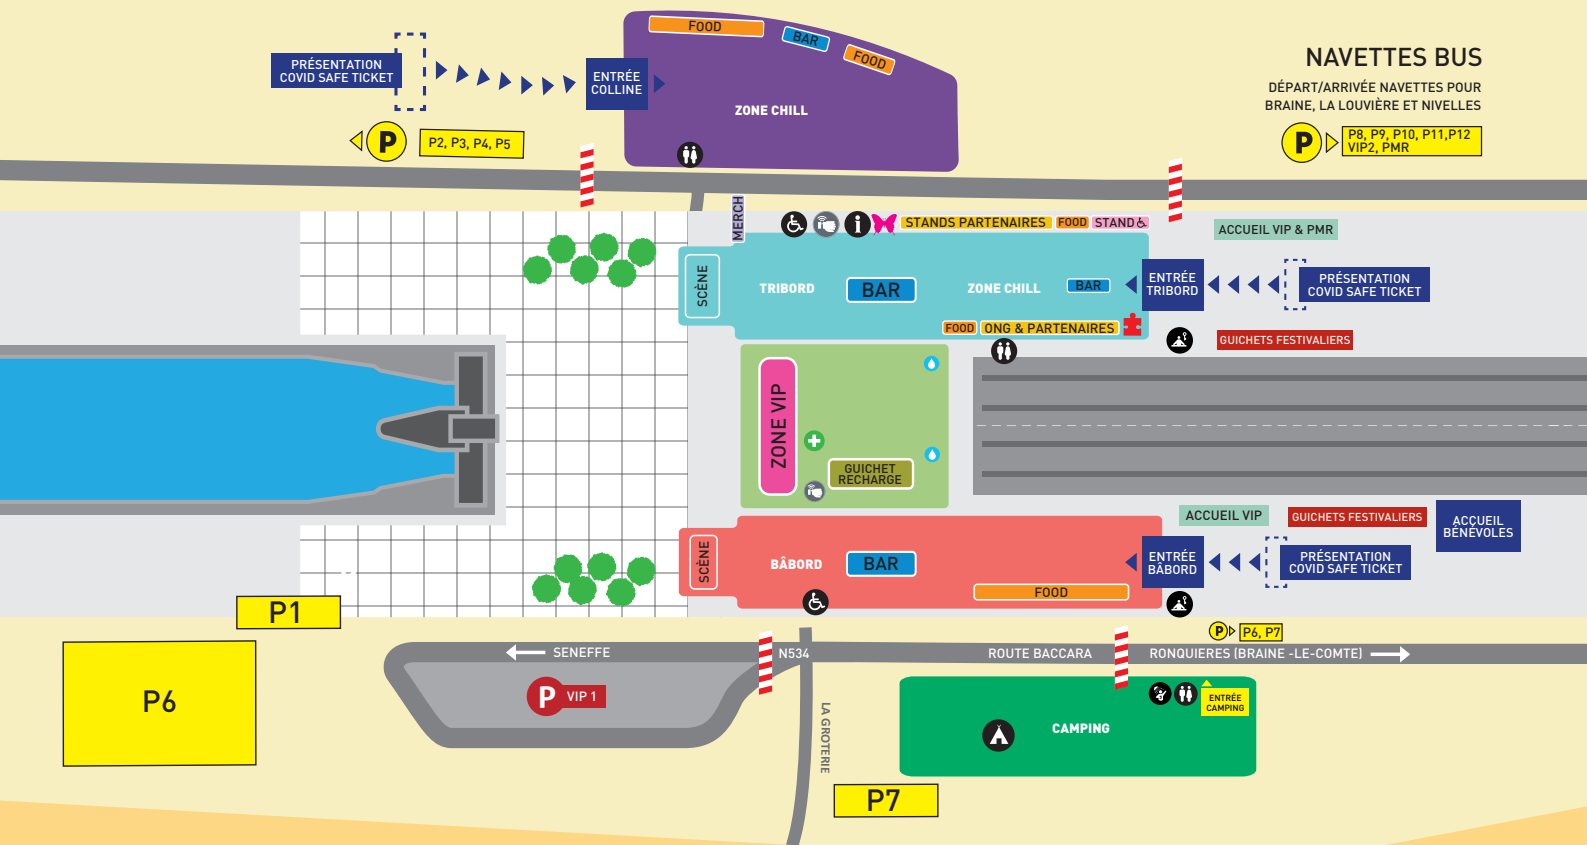 FOOD
BAR
FOOD
PRÉSENTATION
COVID SAFE TICKET
ENTRÉE
COLLINE
ZONE CHILL
NAVETTES BUS
DÉPART/ARRIVÉE NAVETTES POUR
BRAINE, LA LOUVIÈRE ET NIVELLES
P
P2, P3, P4, P5
P
P8, P9, P10, P11,P12
VIP2, PMR
MERCH
i
STANDS PARTENAIRES
FOOD
STAND
ACCUEIL VIP & PMR
SCÈNE
TRIBORD
BAR
ZONE CHILL
BAR
ENTRÉE
TRIBORD
PRÉSENTATION
COVID SAFE TICKET
FOOD
ONG & PARTENAIRES
GUICHETS FESTIVALIERS
ZONE VIP
GUICHET
RECHARGE
ACCUEIL VIP
GUICHETS FESTIVALIERS
ACCUEIL
BÉNÉVOLES
SCÈNE
BÂBORD
BAR
ENTRÉE
BÂBORD
PRÉSENTATION
COVID SAFE TICKET
FOOD
P1
P
P6, P7
SENEFFE
N534
ROUTE BACCARA
RONQUIERES (BRAINE -LE-COMTE)
P6
P
VIP 1
LA GROTERIE
ENTRÉE
CAMPING
CAMPING
P7